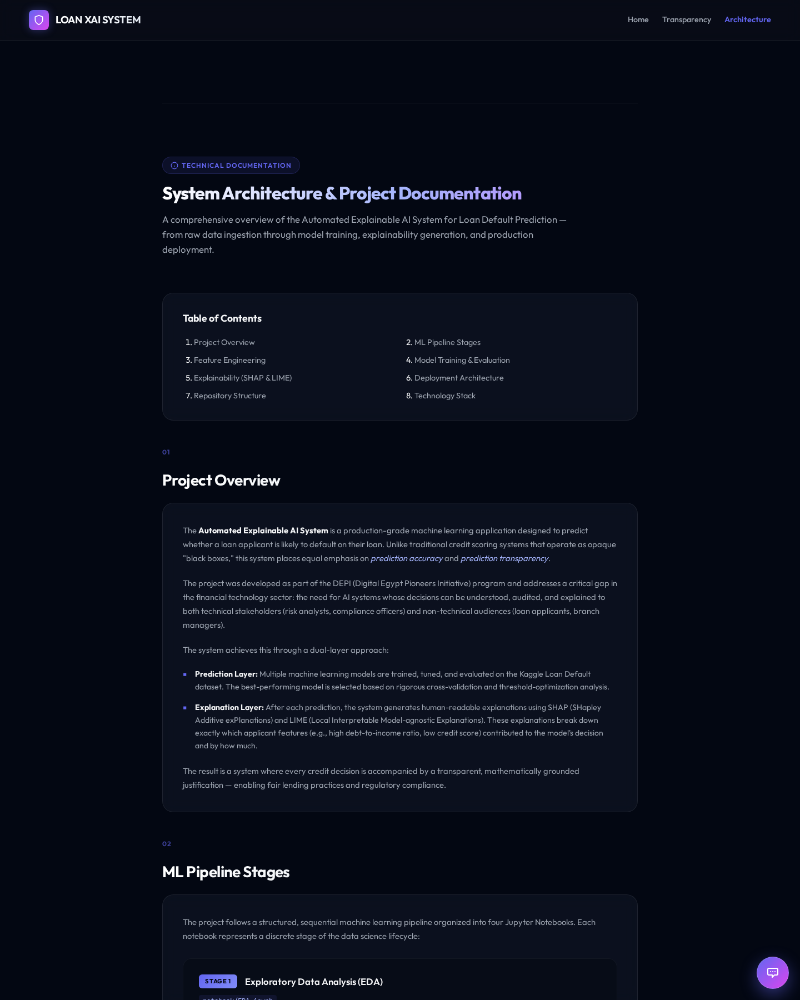 LOAN XAI SYSTEM
Home Transparency Architecture
TECHNICAL DOCUMENTATION
System Architecture & Project Documentation
A comprehensive overview of the Automated Explainable AI System for Loan Default Prediction —
from raw data ingestion through model training, explainability generation, and production
deployment.
Table of Contents
1. Project Overview
2. ML Pipeline Stages
3. Feature Engineering
4. Model Training & Evaluation
5. Explainability (SHAP & LIME)
6. Deployment Architecture
7. Repository Structure
8. Technology Stack
01
Project Overview
The Automated Explainable AI System is a production-grade machine learning application designed to predict
whether a loan applicant is likely to default on their loan. Unlike traditional credit scoring systems that operate as opaque
"black boxes," this system places equal emphasis on prediction accuracy and prediction transparency.
The project was developed as part of the DEPI (Digital Egypt Pioneers Initiative) program and addresses a critical gap in
the financial technology sector: the need for AI systems whose decisions can be understood, audited, and explained to
both technical stakeholders (risk analysts, compliance officers) and non-technical audiences (loan applicants, branch
managers).
The system achieves this through a dual-layer approach:
Prediction Layer: Multiple machine learning models are trained, tuned, and evaluated on the Kaggle Loan Default
dataset. The best-performing model is selected based on rigorous cross-validation and threshold-optimization analysis.
Explanation Layer: After each prediction, the system generates human-readable explanations using SHAP (SHapley
Additive exPlanations) and LIME (Local Interpretable Model-agnostic Explanations). These explanations break down
exactly which applicant features (e.g., high debt-to-income ratio, low credit score) contributed to the model's decision
and by how much.
The result is a system where every credit decision is accompanied by a transparent, mathematically grounded
justification — enabling fair lending practices and regulatory compliance.
02
ML Pipeline Stages
The project follows a structured, sequential machine learning pipeline organized into four Jupyter Notebooks. Each
notebook represents a discrete stage of the data science lifecycle:
STAGE 1 Exploratory Data Analysis (EDA)